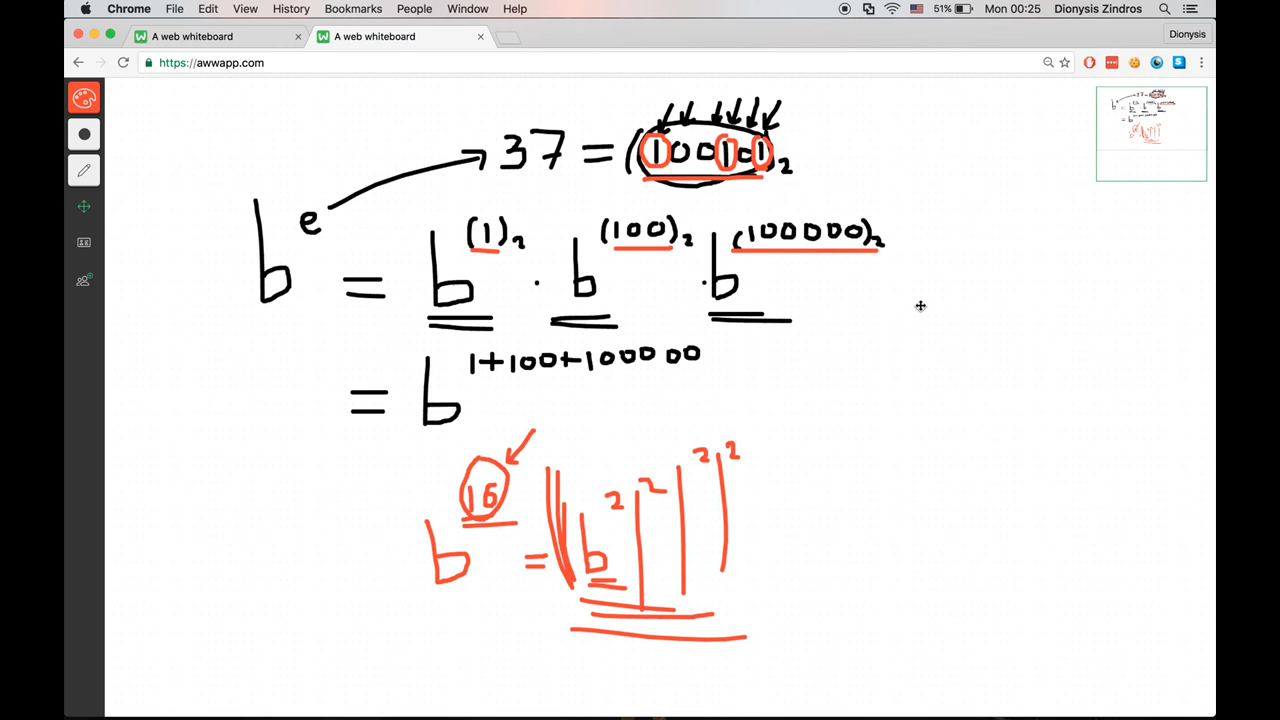 Chrome File Edit View History Bookmarks People Window Help 51% Mon 00:25 Dionysis Zindros
A web whiteboard A web whiteboard Dionysis
https://awwapp.com
37 = (100101)₂
b^e = b^(1)₂ · b^(100)₂ · b^(100000)₂
= b^1+100+100000
b^16 = ((((b²)²)²)²